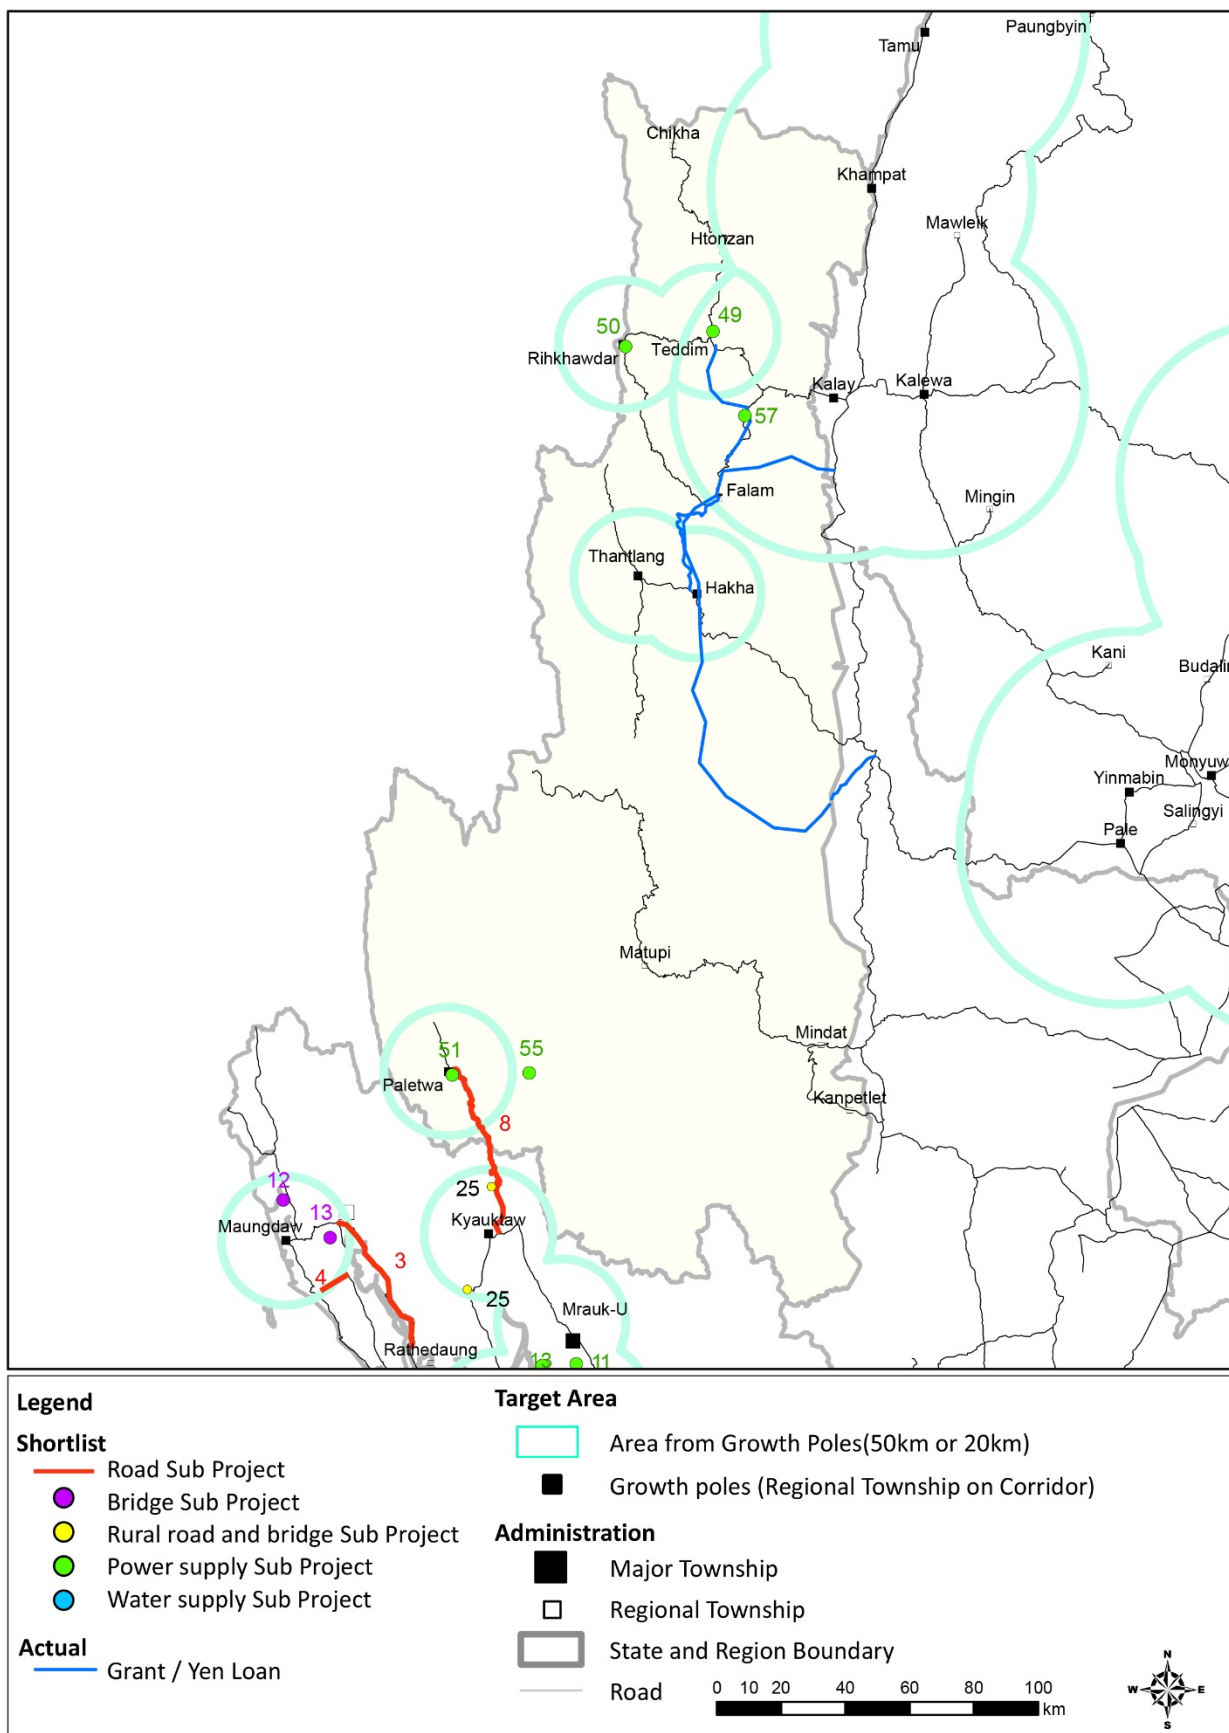 Paungbyin
Tamu
Chikha
Khampat
Mawleik
Htonzan
50
49
Rihkhawdar
Teddim
Kalay
Kalewa
57
Falam
Mingin
Thantlang
Hakha
Kani
Budalin
Monyuw
Yinmabin
Salingyi
Pale
Matupi
Mindat
51
55
Paletwa
Kanpetlet
8
12
25
13
Maungdaw
Kyauktaw
3
4
25
Mrauk-U
Rathedaung
13
11
Legend
Shortlist
Road Sub Project
Bridge Sub Project
Rural road and bridge Sub Project
Power supply Sub Project
Water supply Sub Project
Actual
Grant / Yen Loan
Target Area
Area from Growth Poles(50km or 20km)
Growth poles (Regional Township on Corridor)
Administration
Major Township
Regional Township
State and Region Boundary
Road
0 10 20 40 60 80 100
km
N
W E
S